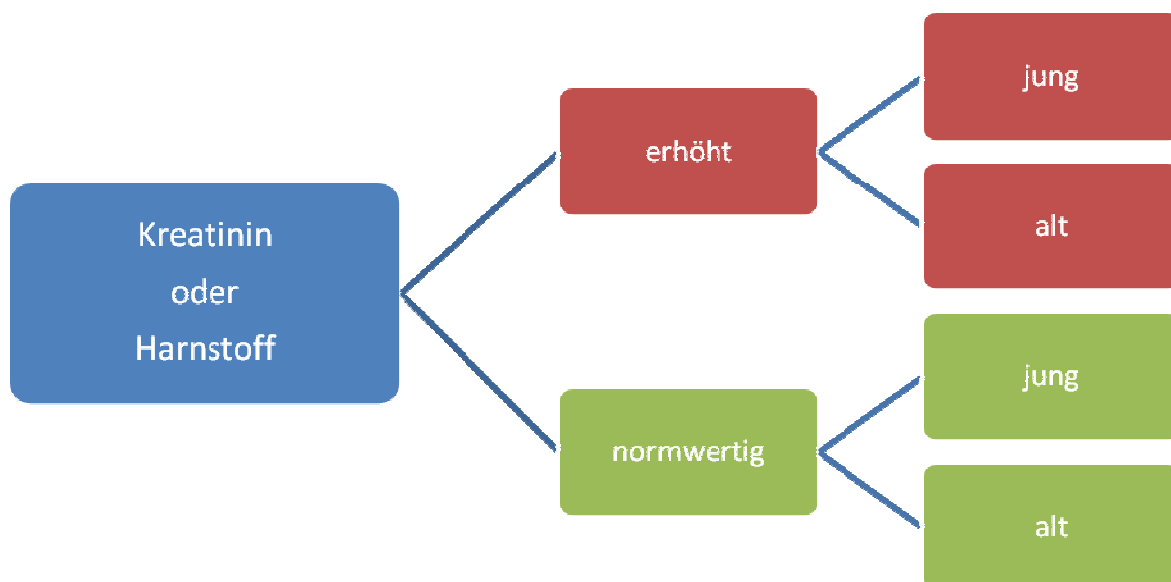 Kreatinin
oder
Harnstoff
erhöht
jung
alt
normwertig
jung
alt